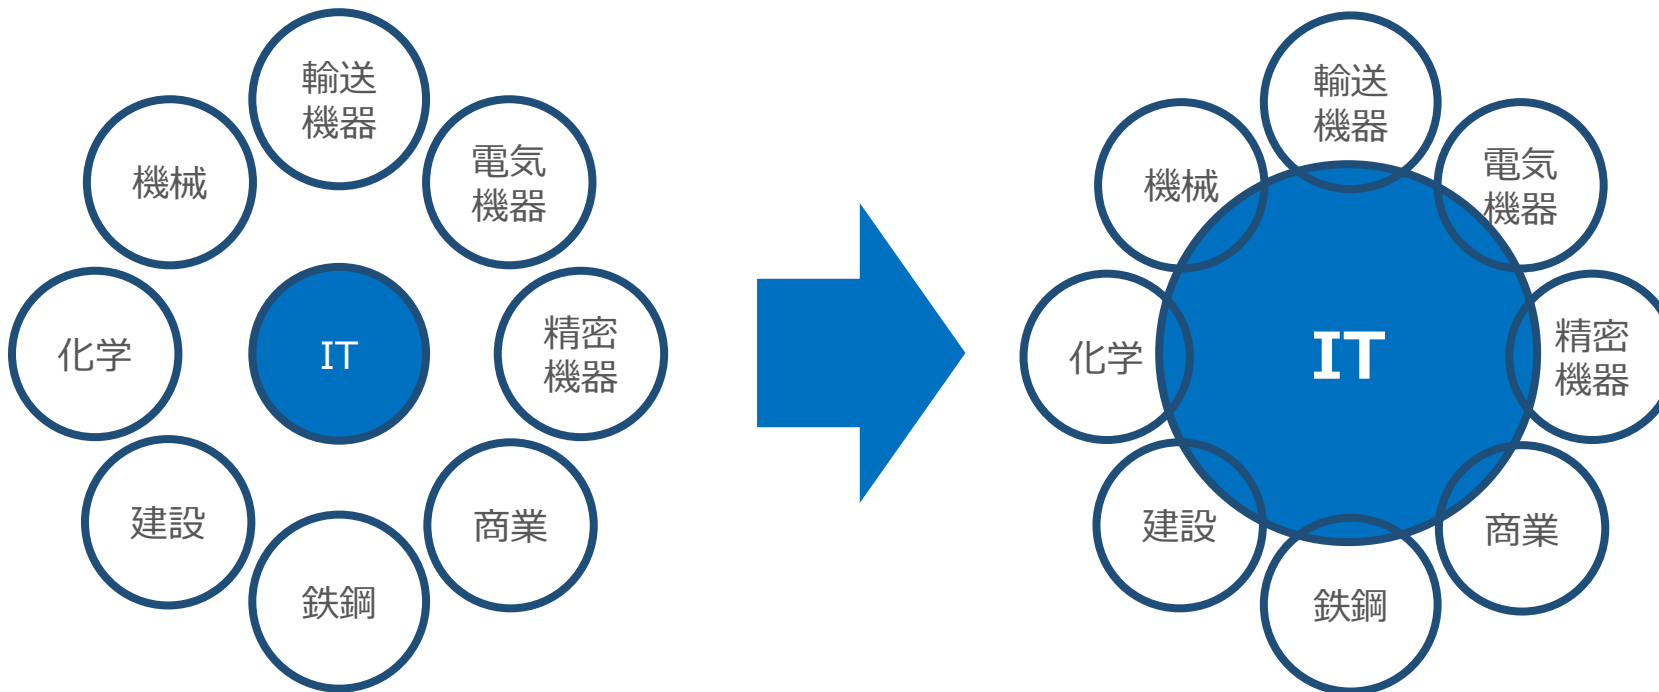 輸送
機器
電気
機器
精密
機器
商業
鉄鋼
建設
化学
機械
IT
輸送
機器
電気
機器
精密
機器
商業
鉄鋼
建設
化学
機械
IT